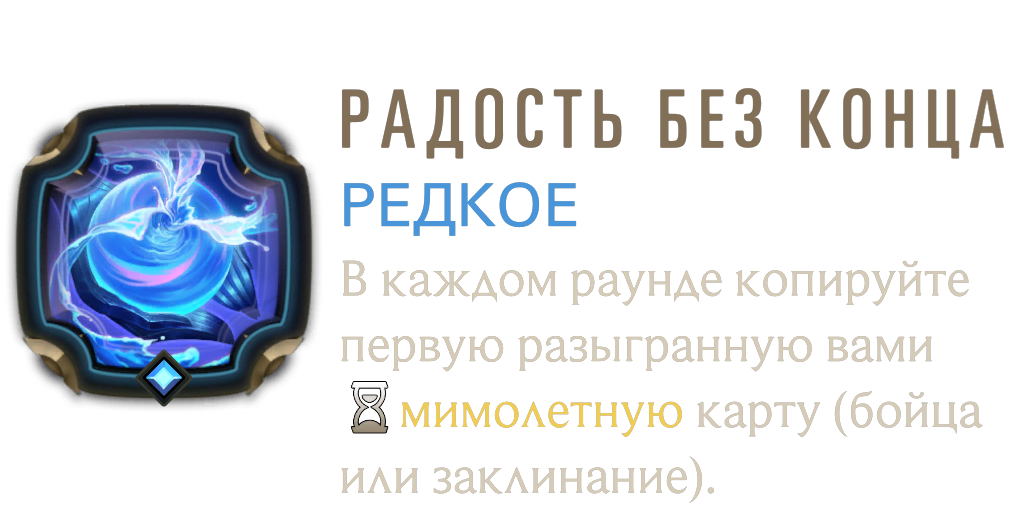 РАДОСТЬ БЕЗ КОНЦА
РЕДКОЕ
В каждом раунде копируйте
первую разыгранную вами
мимолетную карту (бойца
или заклинание).